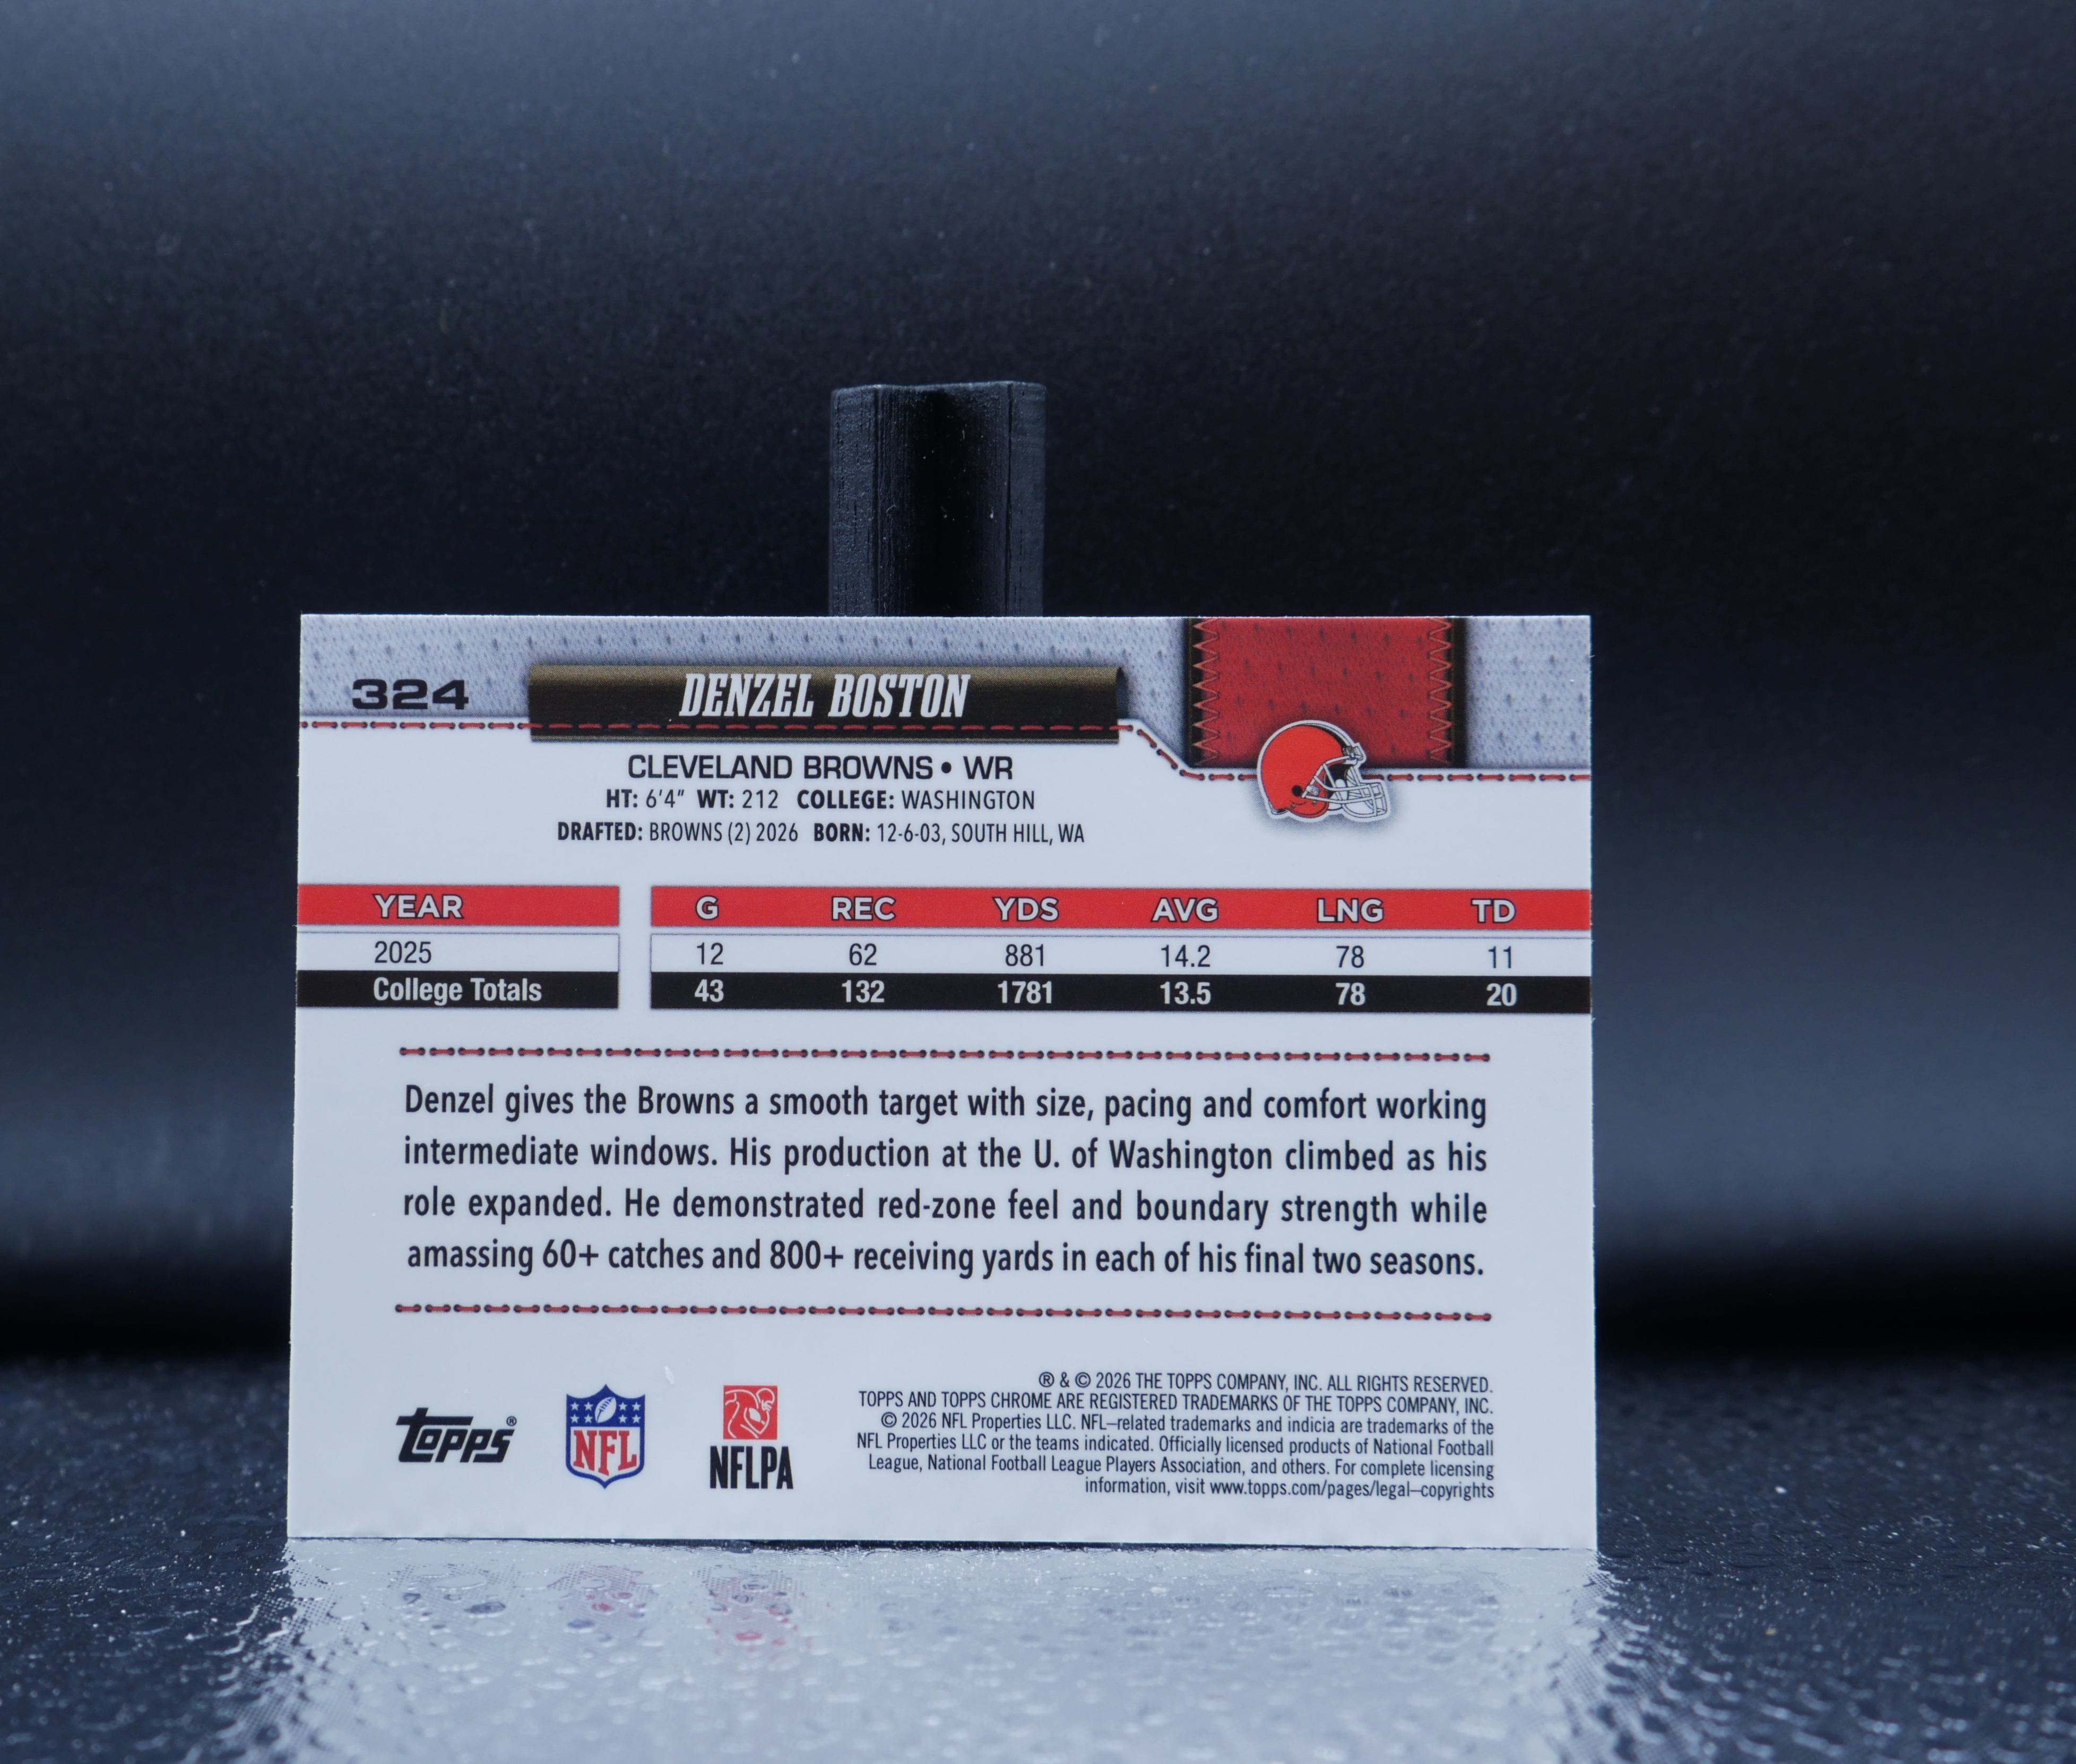 324
DENZEL BOSTON
CLEVELAND BROWNS • WR
HT: 6'4" WT: 212 COLLEGE: WASHINGTON
DRAFTED: BROWNS (2) 2026 BORN: 12-6-03, SOUTH HILL, WA
YEAR G REC YDS AVG LNG TD
2025 12 62 881 14.2 78 11
College Totals 43 132 1781 13.5 78 20
Denzel gives the Browns a smooth target with size, pacing and comfort working
intermediate windows. His production at the U. of Washington climbed as his
role expanded. He demonstrated red-zone feel and boundary strength while
amassing 60+ catches and 800+ receiving yards in each of his final two seasons.
topps®
NFL
NFLPA
® & © 2026 THE TOPPS COMPANY, INC. ALL RIGHTS RESERVED.
TOPPS AND TOPPS CHROME ARE REGISTERED TRADEMARKS OF THE TOPPS COMPANY, INC.
© 2026 NFL Properties LLC. NFL–related trademarks and indicia are trademarks of the
NFL Properties LLC or the teams indicated. Officially licensed products of National Football
League, National Football League Players Association, and others. For complete licensing
information, visit www.topps.com/pages/legal–copyrights